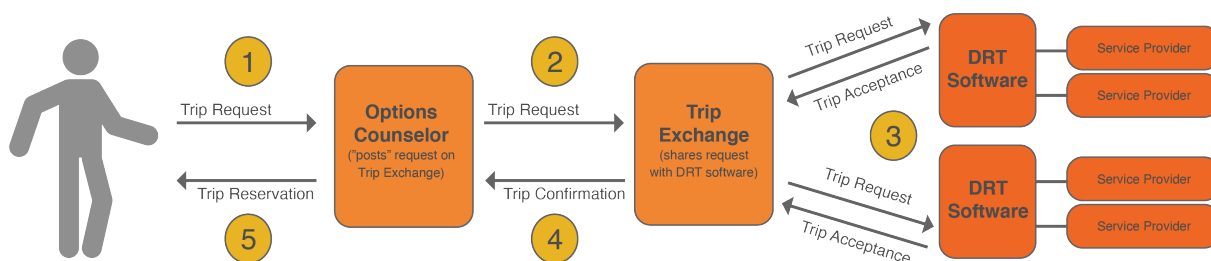 1
Trip Request
Options
Counselor
("posts" request on
Trip Exchange)
Trip Reservation
5
2
Trip Request
Trip Confirmation
4
Trip
Exchange
(shares request
with DRT software)
3
Trip Request
Trip Acceptance
DRT
Software
Service Provider
Service Provider
Trip Request
Trip Acceptance
DRT
Software
Service Provider
Service Provider